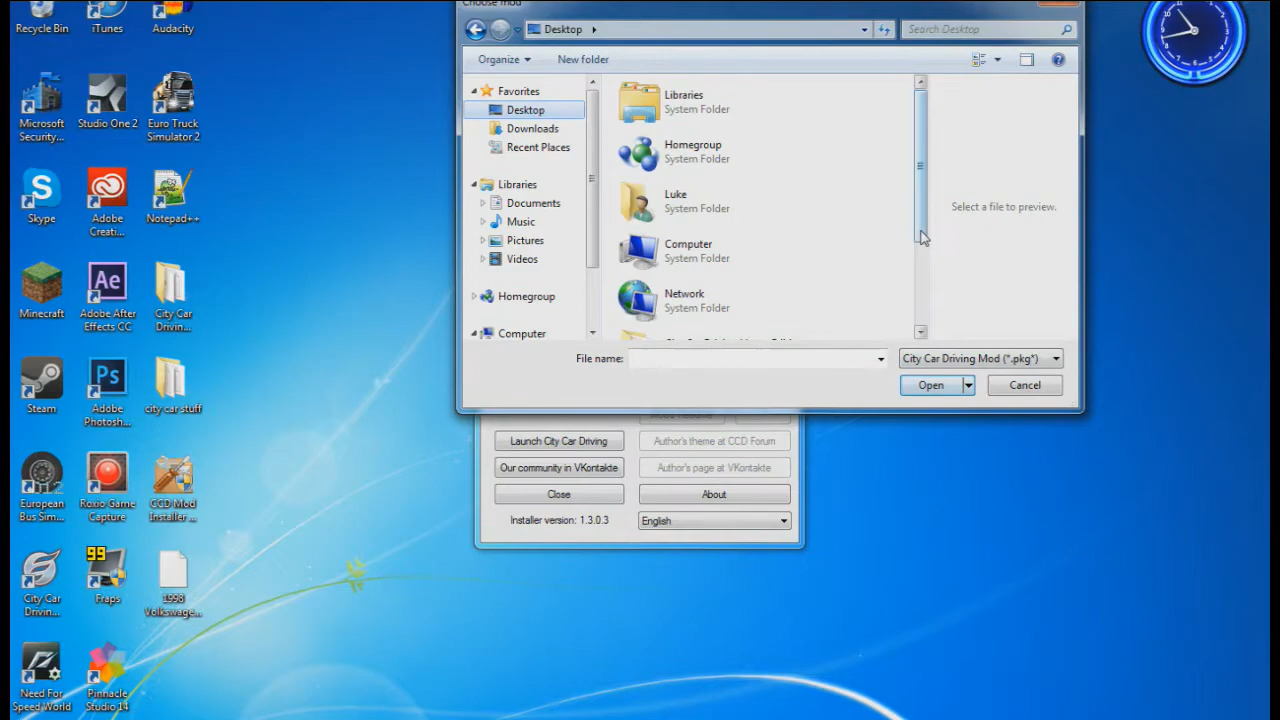 Recycle Bin
iTunes
Audacity
Microsoft
Security...
Studio One 2
Euro Truck
Simulator 2
Skype
Adobe
Creati...
Notepad++
Minecraft
Adobe After
Effects CC
City Car
Drivin...
Steam
Adobe
Photosh...
city car stuff
European
Bus Sim...
Roxio Game
Capture
CCD Mod
Installer ...
City Car
Drivin...
99
Fraps
1998
Volkswage...
Need For
Speed World
Pinnacle
Studio 14
Choose mod
Desktop
Search Desktop
Organize
New folder
Favorites
Desktop
Downloads
Recent Places
Libraries
Documents
Music
Pictures
Videos
Homegroup
Computer
Libraries
System Folder
Homegroup
System Folder
Luke
System Folder
Computer
System Folder
Network
System Folder
Select a file to preview.
File name:
City Car Driving Mod (*.pkg*)
Open
Cancel
Launch City Car Driving
Author's theme at CCD Forum
Our community in VKontakte
Author's page at VKontakte
Close
About
Installer version: 1.3.0.3
English